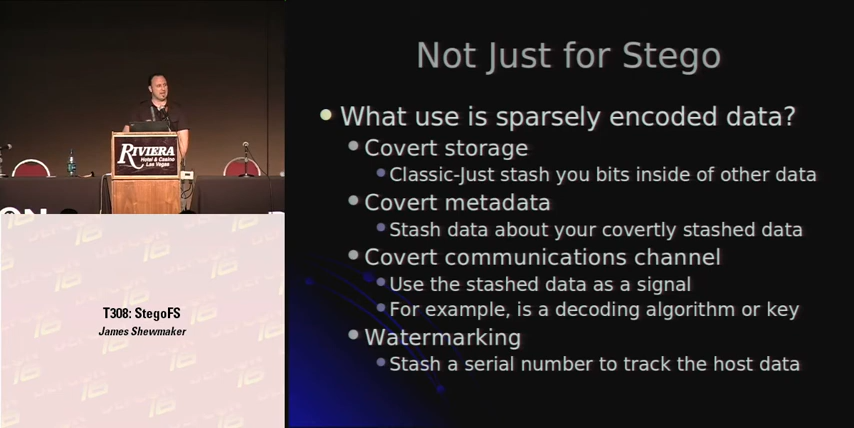 Not Just for Stego
What use is sparsely encoded data?
Covert storage
Classic-Just stash you bits inside of other data
Covert metadata
Stash data about your covertly stashed data
Covert communications channel
Use the stashed data as a signal
For example, is a decoding algorithm or key
Watermarking
Stash a serial number to track the host data
RIVIERA
Hotel & Casino
Las Vegas
ON
T308: StegoFS
James Shewmaker